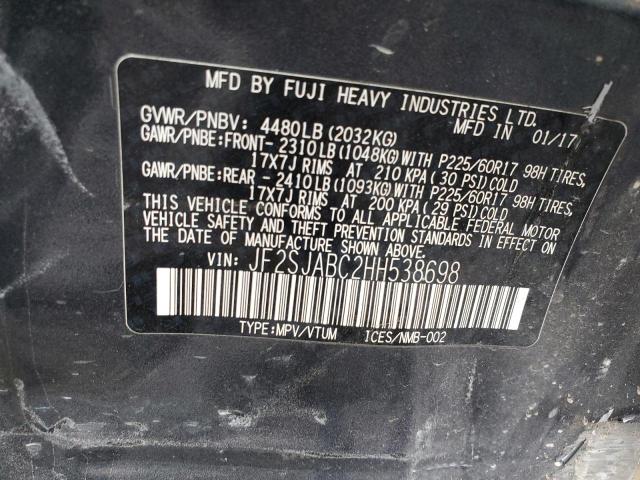 MFD BY FUJI HEAVY INDUSTRIES LTD.
GVWR/PNBV: 4480LB (2032KG) MFD IN 01/17
GAWR/PNBE:FRONT- 2310LB (1048KG) WITH P225/60R17 98H TIRES,
17X7J RIMS AT 210 KPA (30 PSI) COLD
GAWR/PNBE:REAR - 2410LB (1093KG) WITH P225/60R17 98H TIRES,
17X7J RIMS AT 200 KPA (29 PSI) COLD
THIS VEHICLE CONFORMS TO ALL APPLICABLE FEDERAL MOTOR
VEHICLE SAFETY AND THEFT PREVENTION STANDARDS IN EFFECT ON
THE DATE OF MANUFACTURE SHOWN ABOVE.
VIN: JF2SJABC2HH538698
TYPE:MPV/VTUM ICES/NMB-002